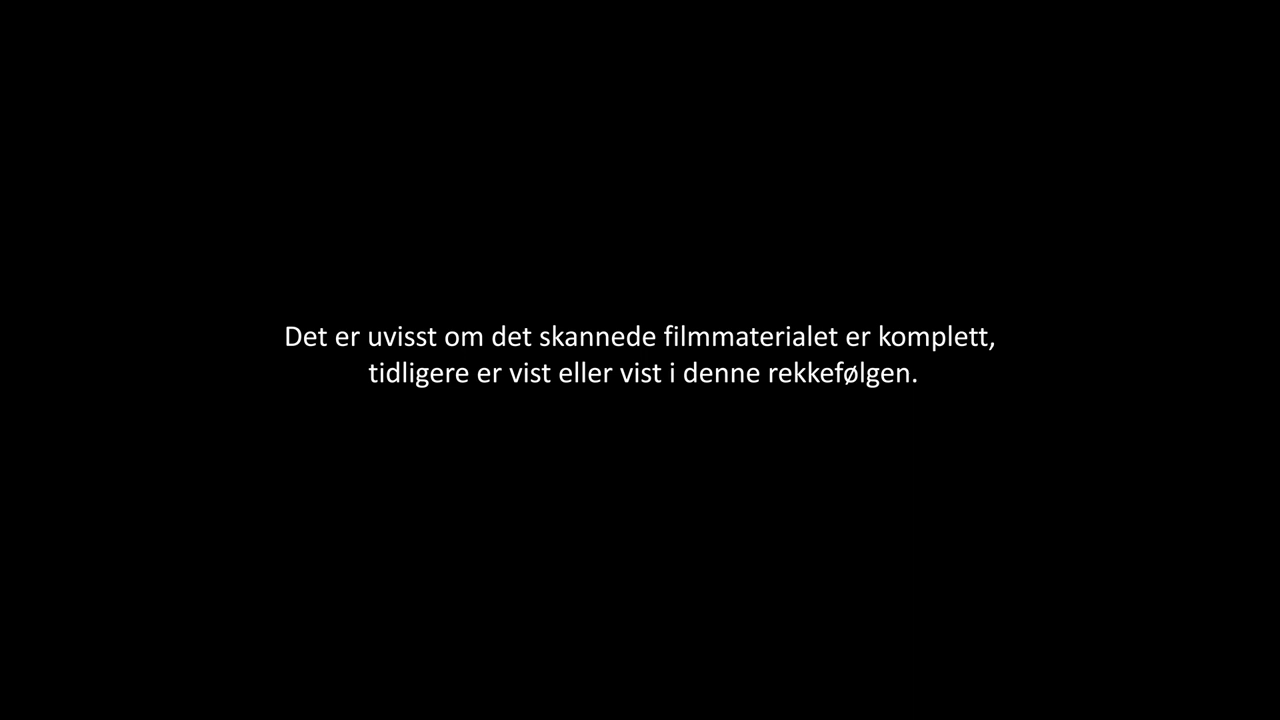 Det er uvisst om det skannede filmmaterialet er komplett,
tidligere er vist eller vist i denne rekkefølgen.